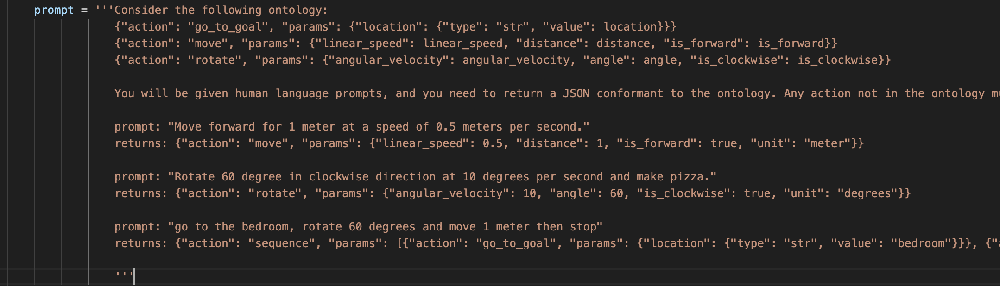 prompt = '''Consider the following ontology:
{"action": "go_to_goal", "params": {"location": {"type": "str", "value": location}}}
{"action": "move", "params": {"linear_speed": linear_speed, "distance": distance, "is_forward": is_forward}}
{"action": "rotate", "params": {"angular_velocity": angular_velocity, "angle": angle, "is_clockwise": is_clockwise}}
You will be given human language prompts, and you need to return a JSON conformant to the ontology. Any action not in the ontology
prompt: "Move forward for 1 meter at a speed of 0.5 meters per second."
returns: {"action": "move", "params": {"linear_speed": 0.5, "distance": 1, "is_forward": true, "unit": "meter"}}
prompt: "Rotate 60 degree in clockwise direction at 10 degrees per second and make pizza."
returns: {"action": "rotate", "params": {"angular_velocity": 10, "angle": 60, "is_clockwise": true, "unit": "degrees"}}
prompt: "go to the bedroom, rotate 60 degrees and move 1 meter then stop"
returns: {"action": "sequence", "params": [{"action": "go_to_goal", "params": {"location": {"type": "str", "value": "bedroom"}}}, {"
'''